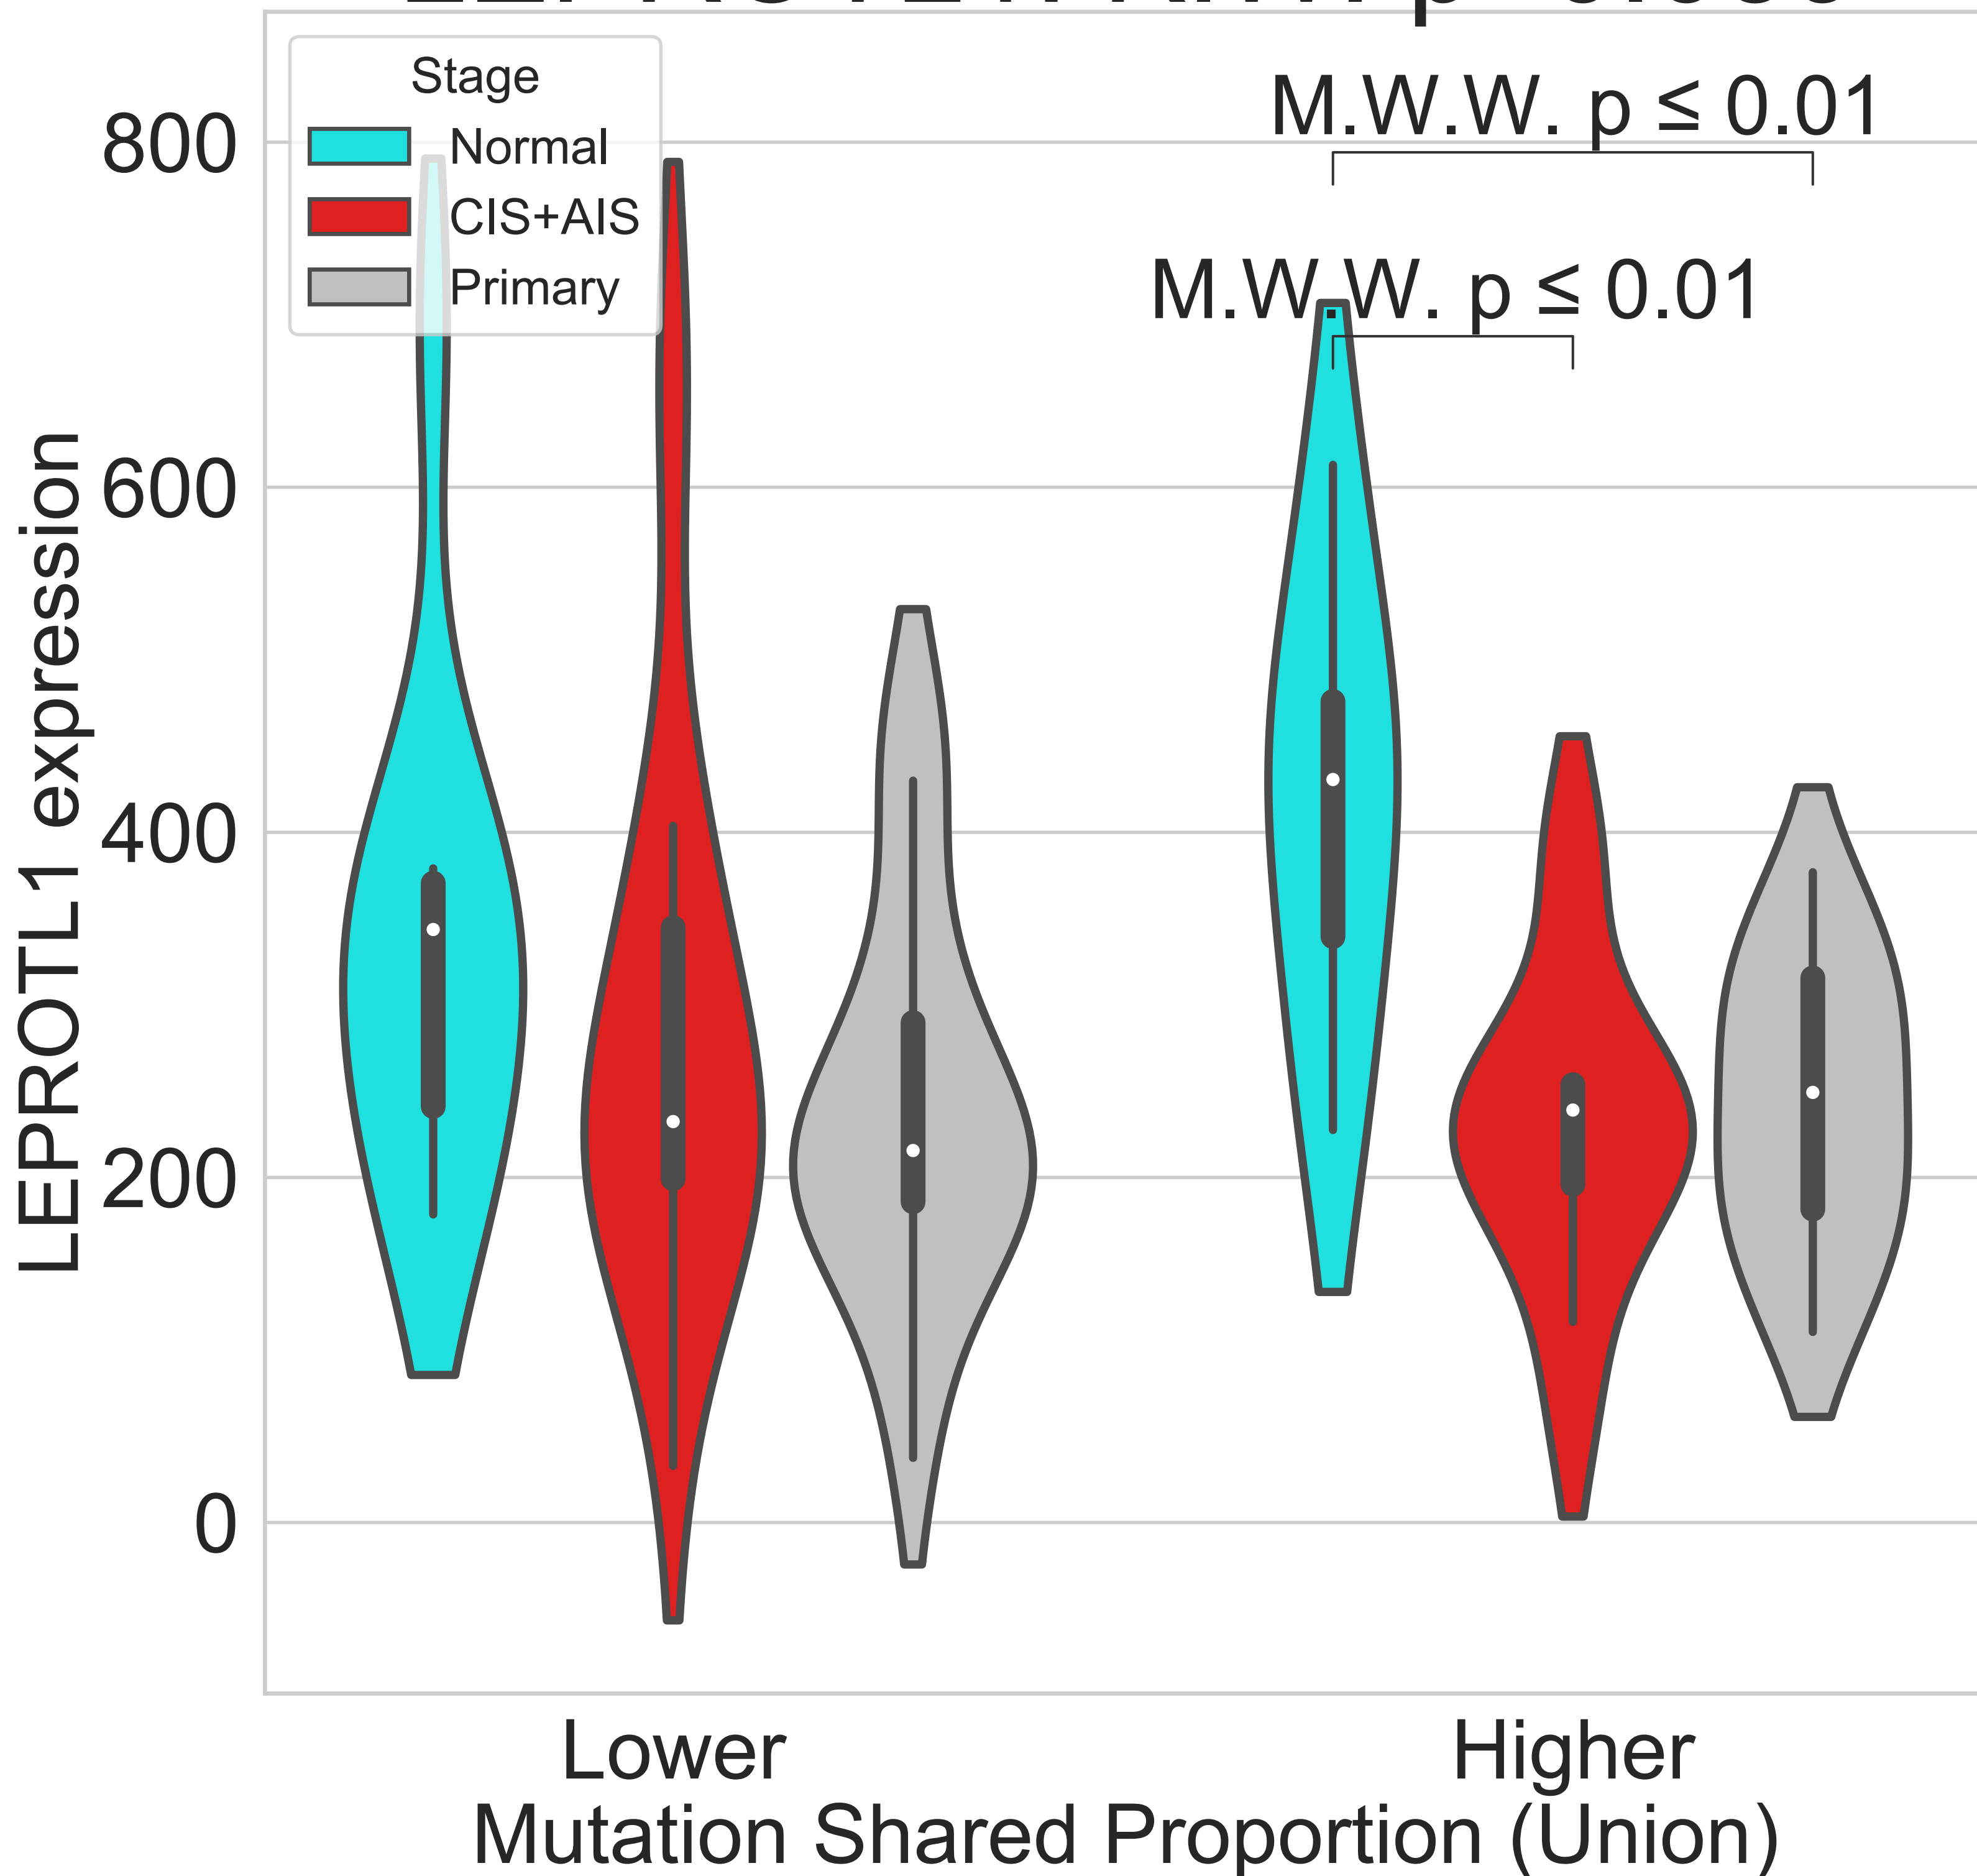 Stage
Normal
CIS+AIS
Primary
M.W.W. p ≤ 0.01
M.W.W. p ≤ 0.01
800
600
400
200
0
LEPROTL1 expression
Lower
Higher
Mutation Shared Proportion (Union)